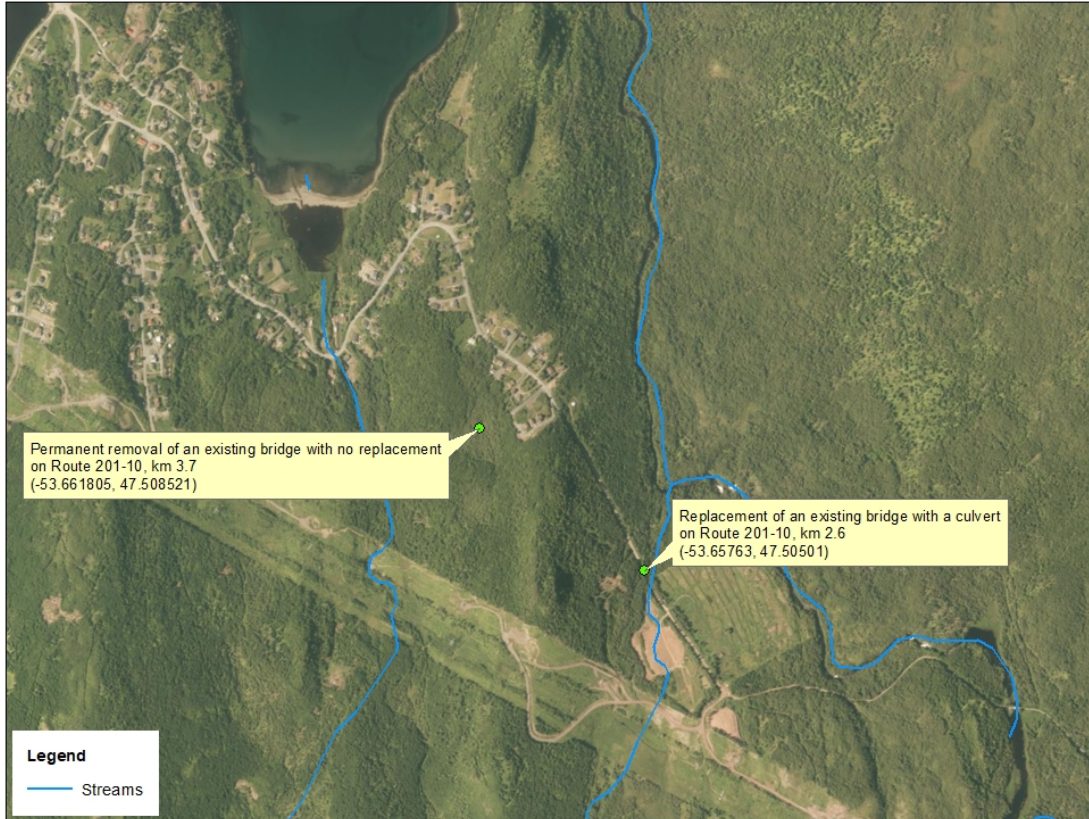 Permanent removal of an existing bridge with no replacement
on Route 201-10, km 3.7
(-53.661805, 47.508521)
Replacement of an existing bridge with a culvert
on Route 201-10, km 2.6
(-53.65763, 47.50501)
Legend
Streams